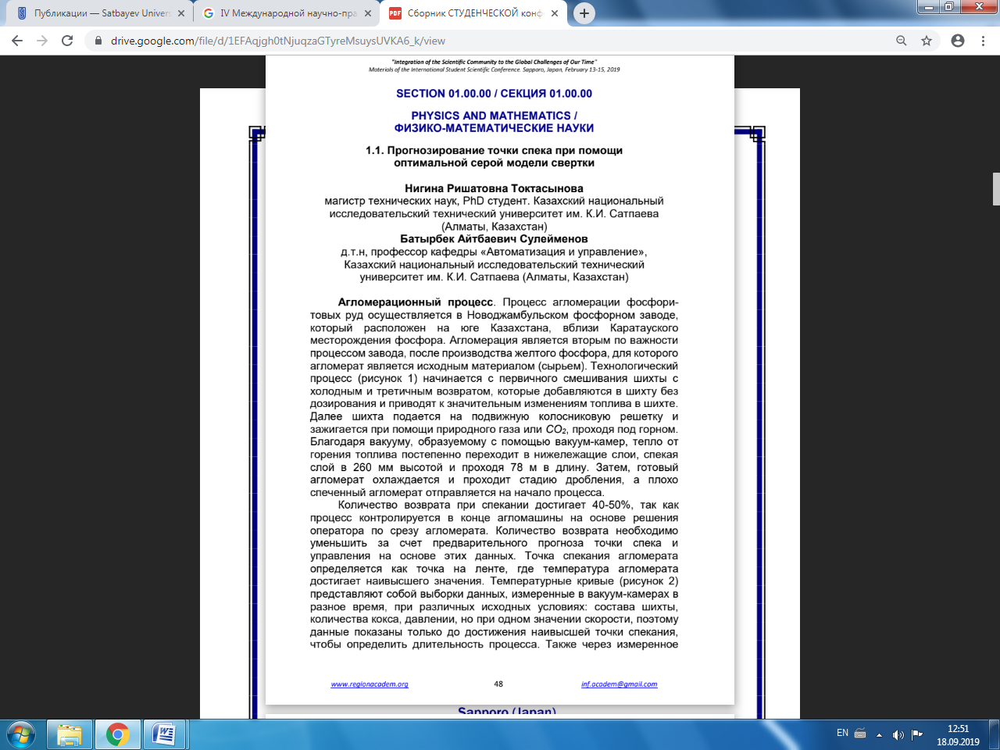 Публикации — Satbayev Univers
IV Международной научно-пра
Сборник СТУДЕНЧЕСКОЙ конф
drive.google.com/file/d/1EFAqjgh0tNjuqzaGTyreMsuysUVKA6_k/view
"Integration of the Scientific Community to the Global Challenges of Our Time"
Materials of the International Student Scientific Conference. Sapporo, Japan, February 13-15, 2019
SECTION 01.00.00 / СЕКЦИЯ 01.00.00
PHYSICS AND MATHEMATICS /
ФИЗИКО-МАТЕМАТИЧЕСКИЕ НАУКИ
1.1. Прогнозирование точки спека при помощи
оптимальной серой модели свертки
Нигина Ришатовна Токтасынова
магистр технических наук, PhD студент. Казахский национальный
исследовательский технический университет им. К.И. Сатпаева
(Алматы, Казахстан)
Батырбек Айтбаевич Сулейменов
д.т.н, профессор кафедры «Автоматизация и управление»,
Казахский национальный исследовательский технический
университет им. К.И. Сатпаева (Алматы, Казахстан)
Агломерационный процесс. Процесс агломерации фосфори-
товых руд осуществляется в Новоджамбульском фосфорном заводе,
который расположен на юге Казахстана, вблизи Каратауского
месторождения фосфора. Агломерация является вторым по важности
процессом завода, после производства желтого фосфора, для которого
агломерат является исходным материалом (сырьем). Технологический
процесс (рисунок 1) начинается с первичного смешивания шихты с
холодным и третичным возвратом, которые добавляются в шихту без
дозирования и приводят к значительным изменениям топлива в шихте.
Далее шихта подается на подвижную колосниковую решетку и
зажигается при помощи природного газа или CO₂, проходя под горном.
Благодаря вакууму, образуемому с помощью вакуум-камер, тепло от
горения топлива постепенно переходит в нижележащие слои, спекая
слой в 260 мм высотой и проходя 78 м в длину. Затем, готовый
агломерат охлаждается и проходит стадию дробления, а плохо
спеченный агломерат отправляется на начало процесса.
Количество возврата при спекании достигает 40-50%, так как
процесс контролируется в конце агломашины на основе решения
оператора по срезу агломерата. Количество возврата необходимо
уменьшить за счет предварительного прогноза точки спека и
управления на основе этих данных. Точка спекания агломерата
определяется как точка на ленте, где температура агломерата
достигает наивысшего значения. Температурные кривые (рисунок 2)
представляют собой выборки данных, измеренные в вакуум-камерах в
разное время, при различных исходных условиях: состава шихты,
количества кокса, давлении, но при одном значении скорости, поэтому
данные показаны только до достижения наивысшей точки спекания,
чтобы определить длительность процесса. Также через измеренное
www.regionacadem.org 48 inf.academ@gmail.com
Sapporo (Japan)
EN
12:51
18.09.2019